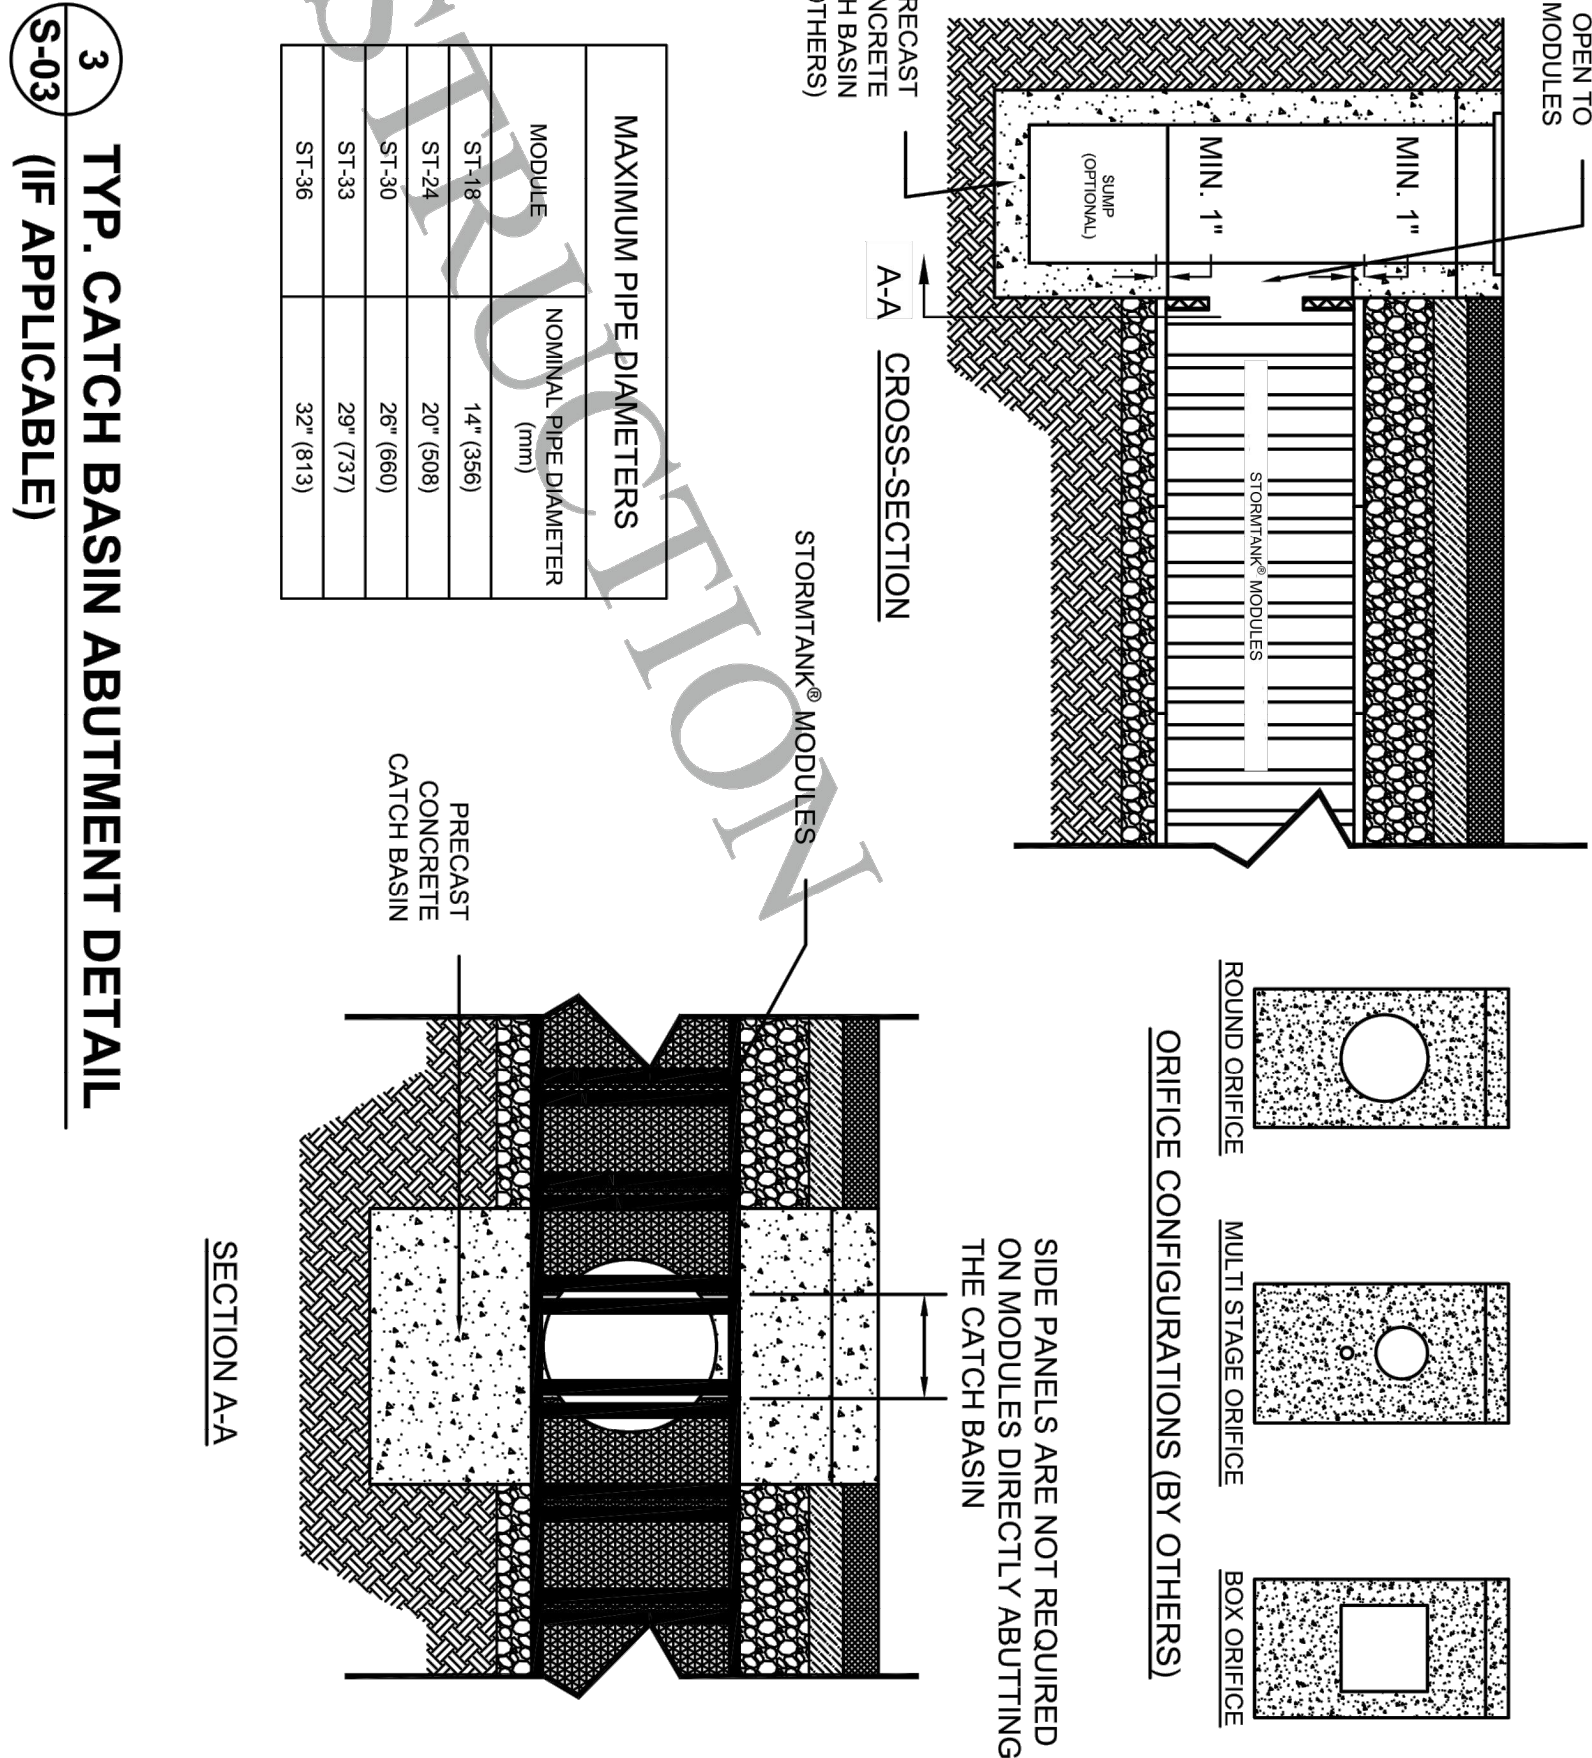 OPEN TO
MODULES
MIN. 1"
MIN. 1"
SUMP
(OPTIONAL)
STORMTANK® MODULES
RECAST
NCRETE
H BASIN
OTHERS)
A-A
CROSS-SECTION
ROUND ORIFICE
MULTI STAGE ORIFICE
BOX ORIFICE
ORIFICE CONFIGURATIONS (BY OTHERS)
SIDE PANELS ARE NOT REQUIRED
ON MODULES DIRECTLY ABUTTING
THE CATCH BASIN
STORMTANK® MODULES
PRECAST
CONCRETE
CATCH BASIN
SECTION A-A
MAXIMUM PIPE DIAMETERS
MODULE NOMINAL PIPE DIAMETER
(mm)
ST-18 14" (356)
ST-24 20" (508)
ST-30 26" (660)
ST-33 29" (737)
ST-36 32" (813)
STRUCTION
3 TYP. CATCH BASIN ABUTMENT DETAIL
S-03 (IF APPLICABLE)